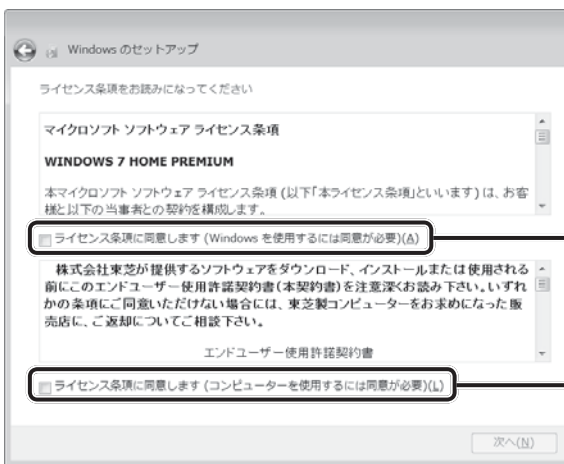 Windows のセットアップ
ライセンス条項をお読みになってください
マイクロソフト ソフトウェア ライセンス条項
WINDOWS 7 HOME PREMIUM
本マイクロソフト ソフトウェア ライセンス条項 (以下「本ライセンス条項」といいます) は、お客
様と以下の当事者との契約を構成します。
ライセンス条項に同意します (Windows を使用するには同意が必要)(A)
株式会社東芝が提供するソフトウェアをダウンロード、インストールまたは使用される
前にこのエンドユーザー使用許諾契約書(本契約書)を注意深くお読み下さい。いずれ
かの条項にご同意いただけない場合には、東芝製コンピューターをお求めになった販
売店に、ご返却についてご相談下さい。
エンドユーザー使用許諾契約書
ライセンス条項に同意します (コンピューターを使用するには同意が必要)(L)
次へ(N)